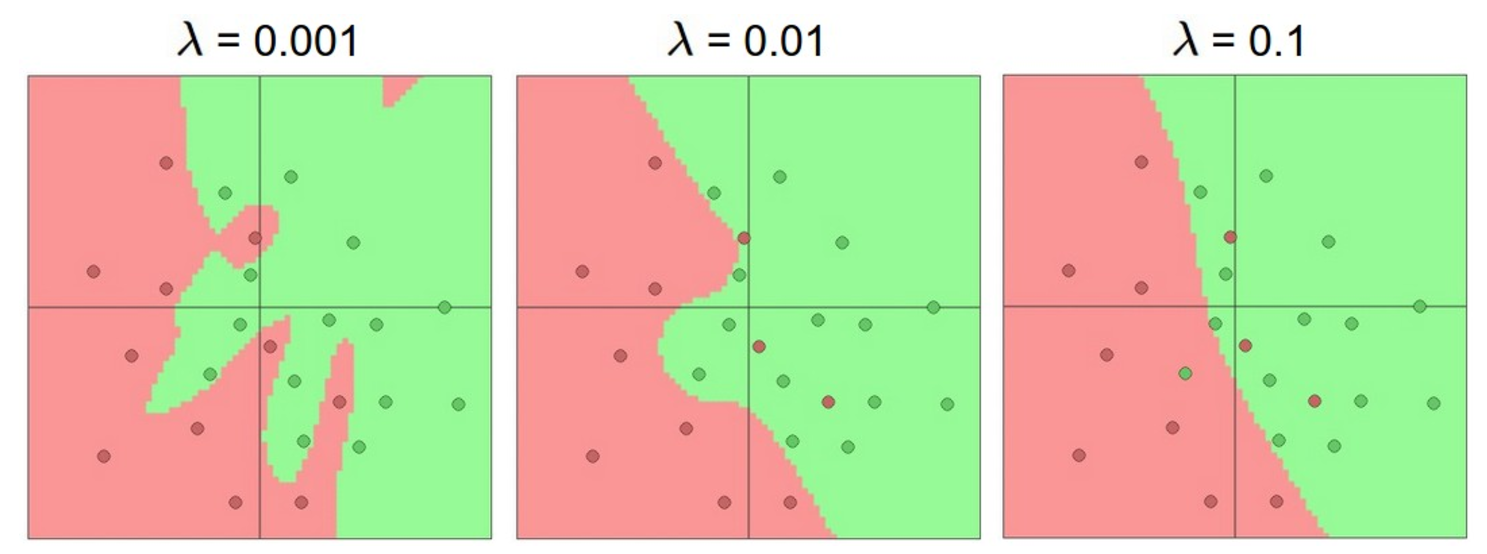 λ = 0.001
λ = 0.01
λ = 0.1